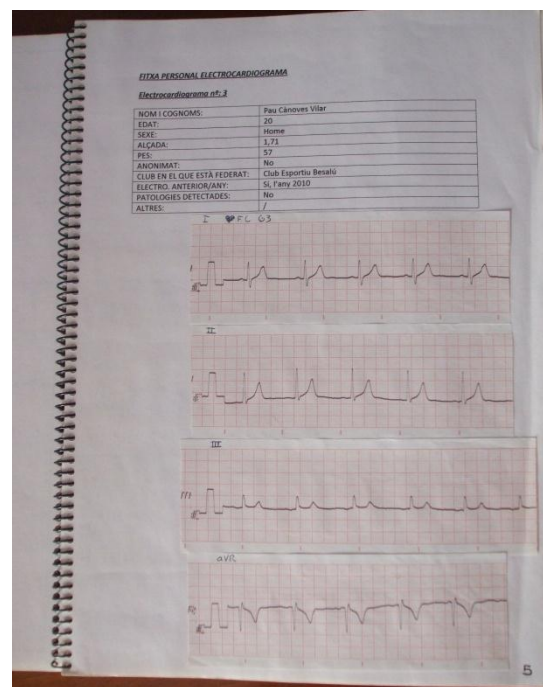 FITXA PERSONAL ELECTROCARDIOGRAMA
Electrocardiograma nº: 3
NOM I COGNOMS: Pau Cànoves Vilar
EDAT: 20
SEXE: Home
ALÇADA: 1,71
PES: 57
ANONIMAT: No
CLUB EN EL QUE ESTÀ FEDERAT: Club Esportiu Besalú
ELECTRO. ANTERIOR/ANY: Sí, l'any 2010
PATOLOGIES DETECTADES: No
ALTRES: /
I ♥ FC 63
I
II
III
III
aVR
5